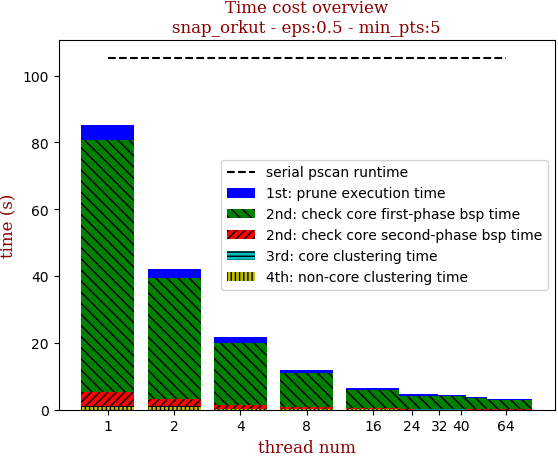 Time cost overview
snap_orkut - eps:0.5 - min_pts:5
time (s)
100
80
60
40
20
0
serial pscan runtime
1st: prune execution time
2nd: check core first-phase bsp time
2nd: check core second-phase bsp time
3rd: core clustering time
4th: non-core clustering time
1 2 4 8 16 24 32 40 64
thread num